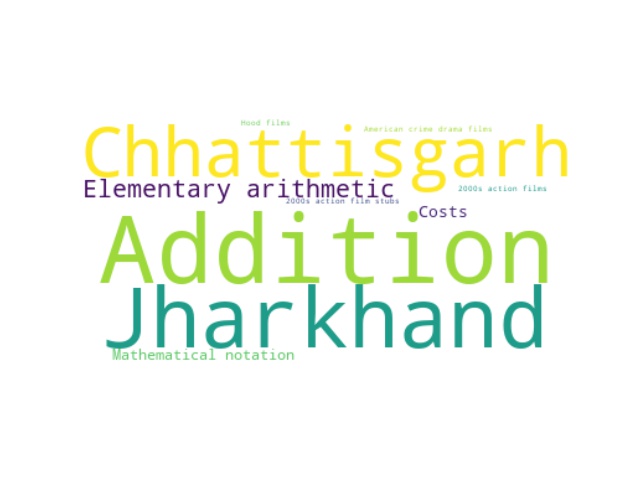 Hood films
American crime drama films
Chhattisgarh
Elementary arithmetic
2000s action films
2000s action film stubs
Costs
Addition
Jharkhand
Mathematical notation